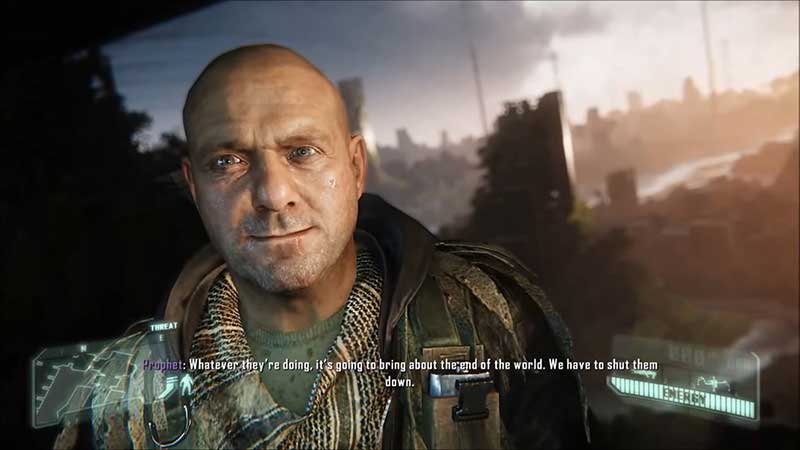 N
THREAT
E
Prophet: Whatever they're doing, it's going to bring about the end of the world. We have to shut them
down.
ENERGY